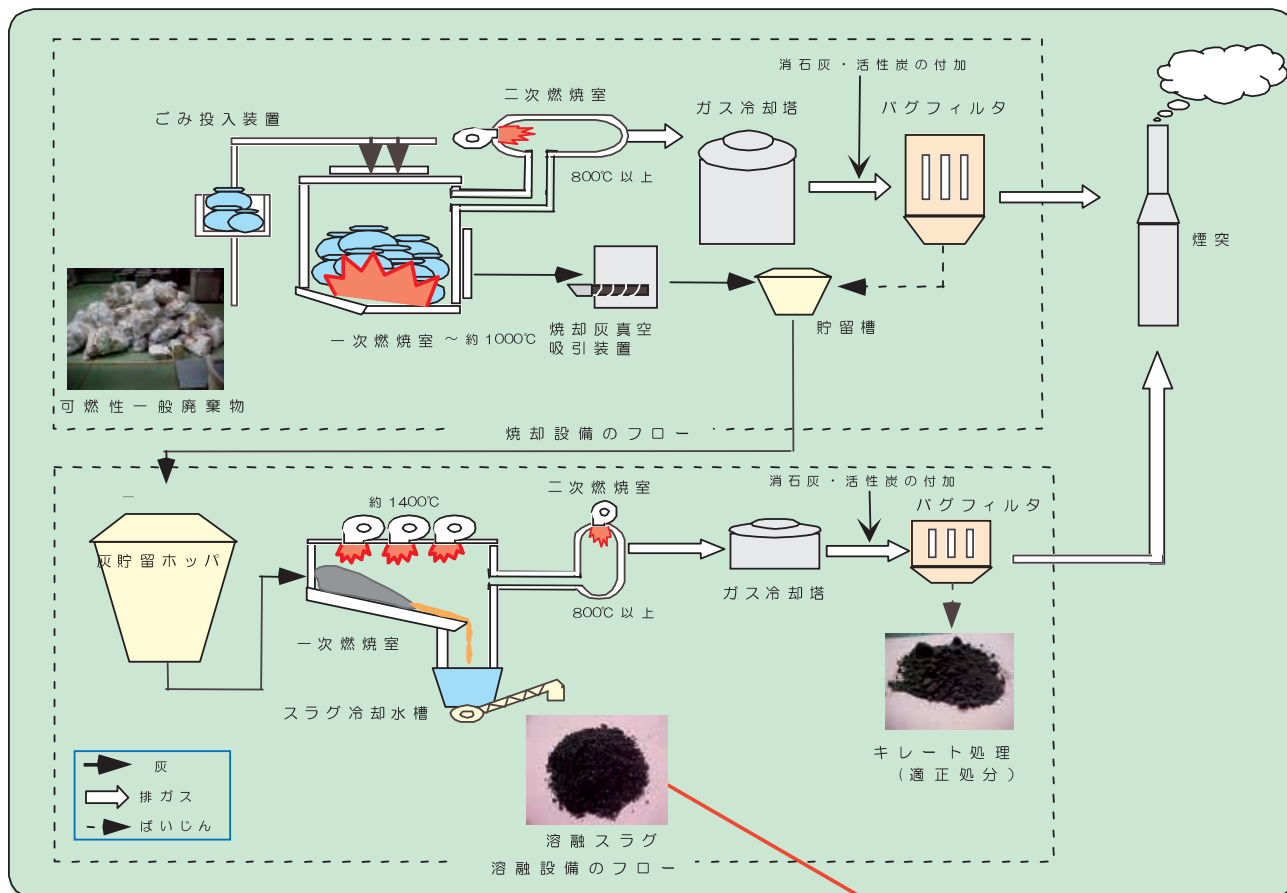 消石灰・活性炭の付加
二次燃焼室
ガス冷却塔
バグフィルタ
ごみ投入装置
800℃以上
煙突
一次燃焼室～約1000℃
焼却灰真空
吸引装置
貯留槽
可燃性一般廃棄物
焼却設備のフロー
二次燃焼室
消石灰・活性炭の付加
バグフィルタ
約1400℃
灰貯留ホッパ
ガス冷却塔
800℃以上
一次燃焼室
スラグ冷却水槽
キレート処理
（適正処分）
灰
排ガス
ばいじん
溶融スラグ
溶融設備のフロー